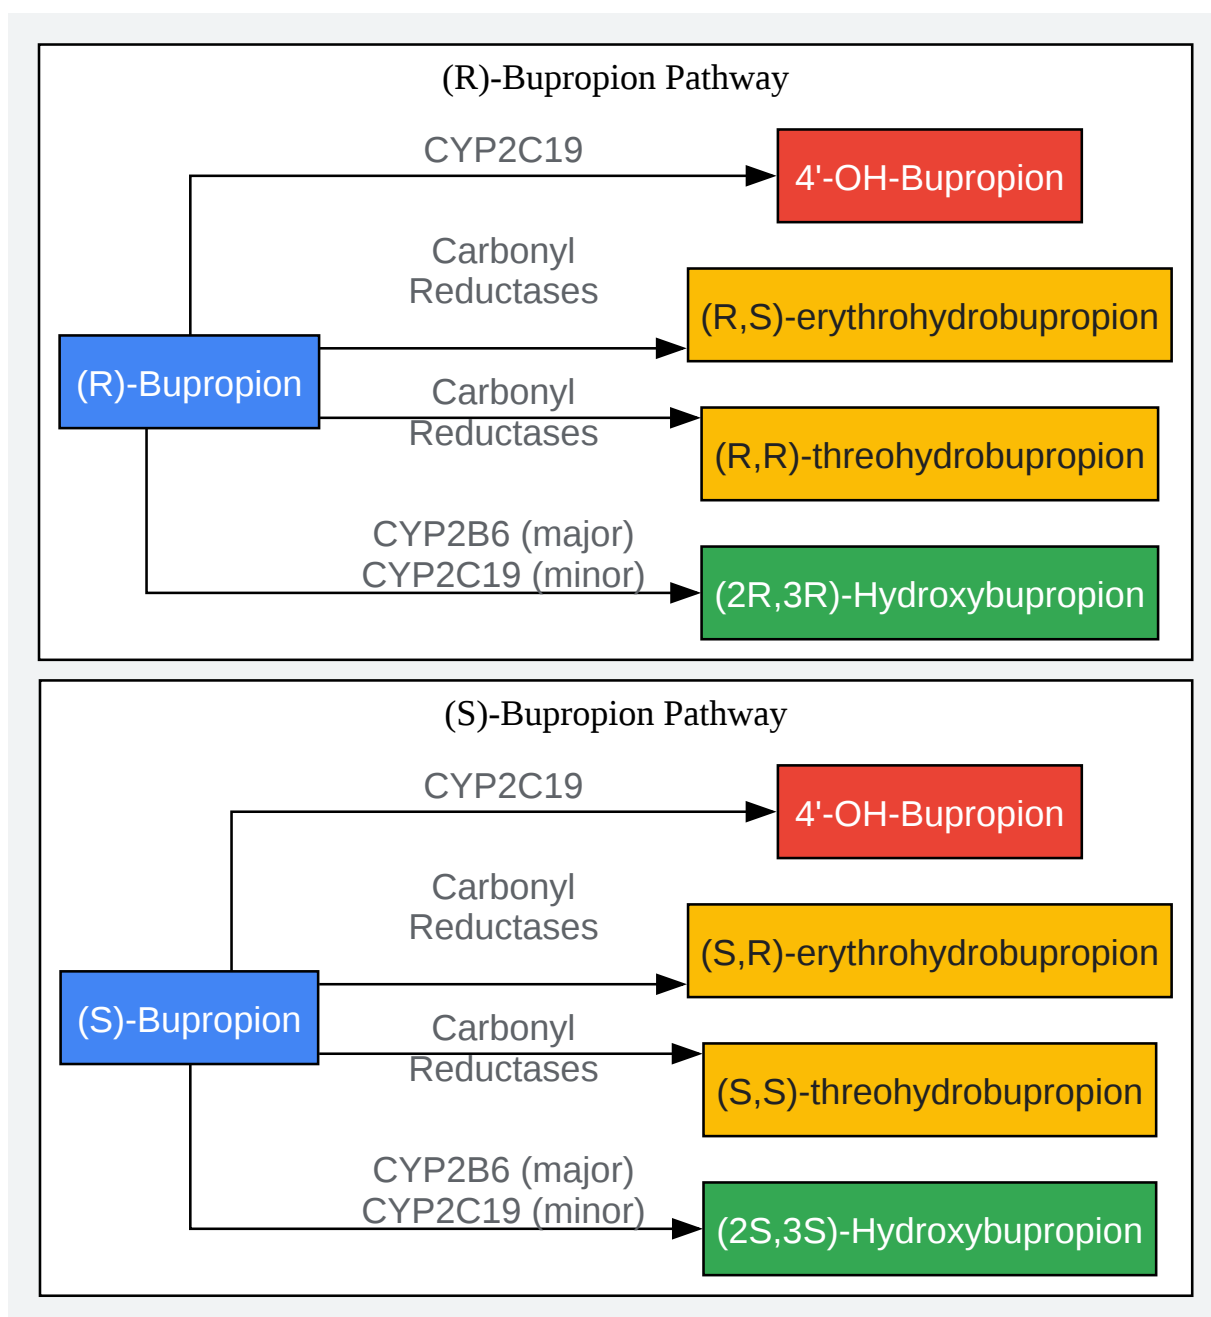 (R)-Bupropion Pathway
CYP2C19
4'-OH-Bupropion
Carbonyl
Reductases
(R,S)-erythrohydrobupropion
(R)-Bupropion
Carbonyl
Reductases
(R,R)-threohydrobupropion
CYP2B6 (major)
CYP2C19 (minor)
(2R,3R)-Hydroxybupropion
(S)-Bupropion Pathway
CYP2C19
4'-OH-Bupropion
Carbonyl
Reductases
(S,R)-erythrohydrobupropion
(S)-Bupropion
Carbonyl
Reductases
(S,S)-threohydrobupropion
CYP2B6 (major)
CYP2C19 (minor)
(2S,3S)-Hydroxybupropion